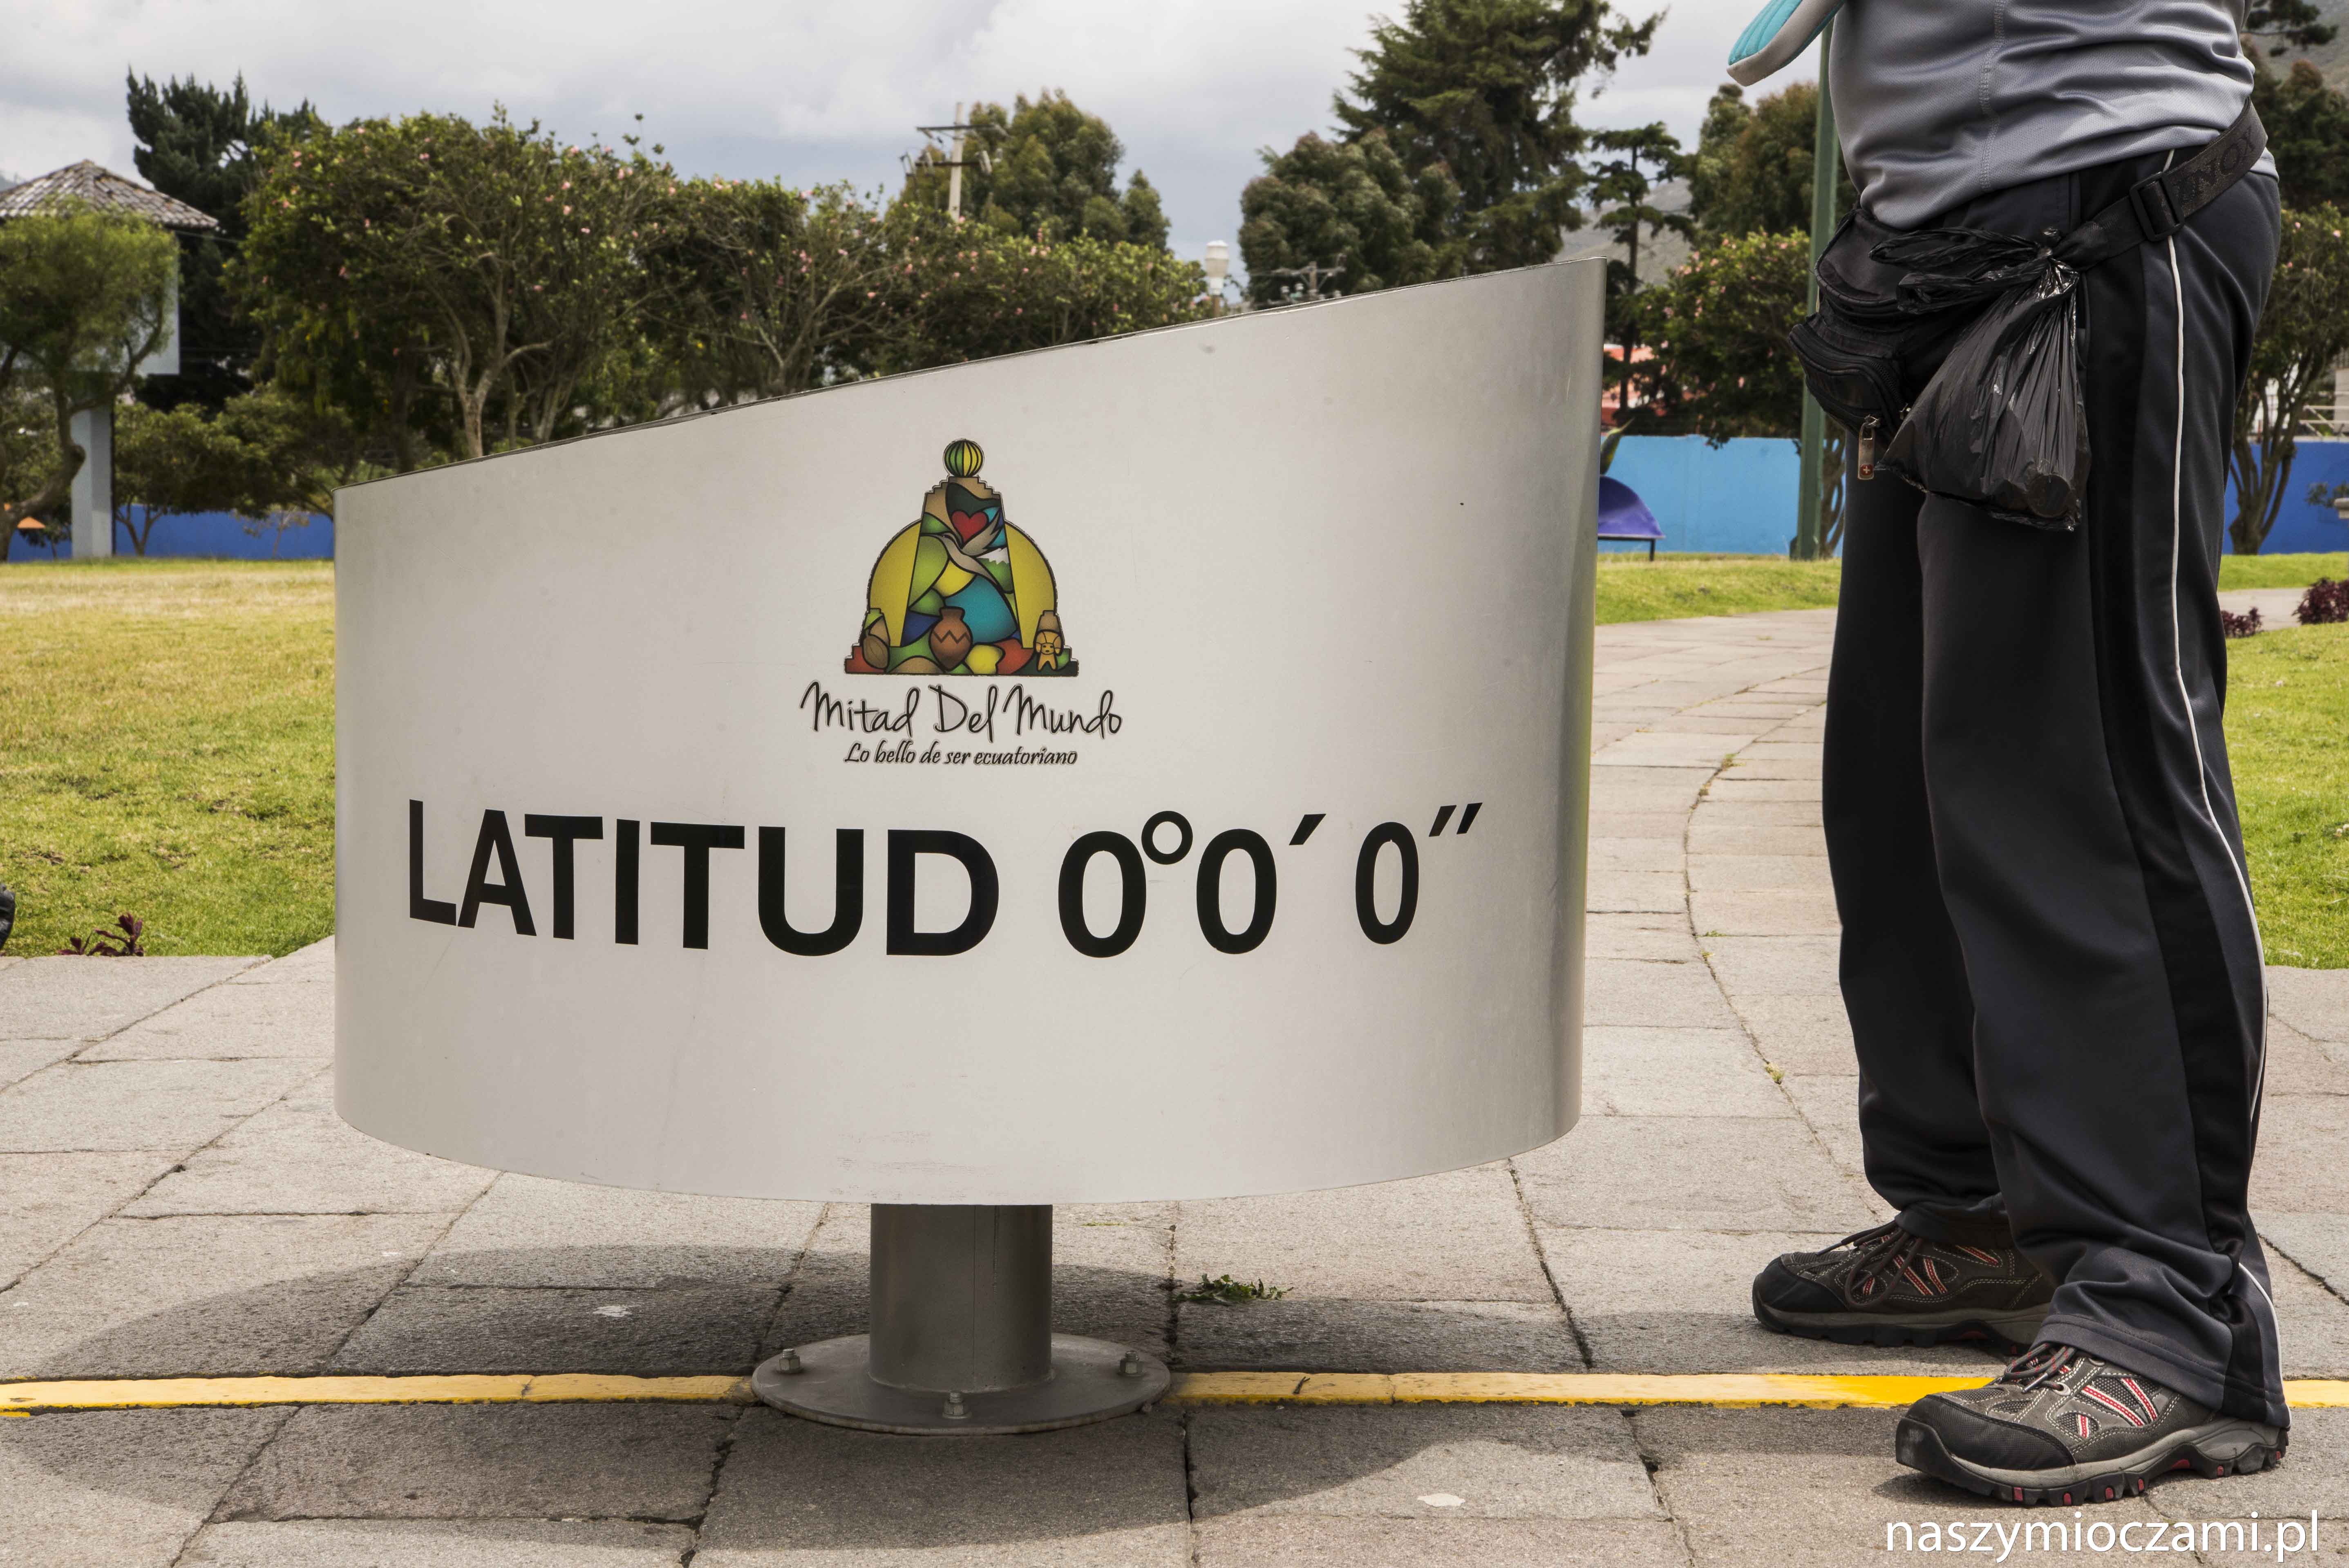 Mitad Del Mundo
Lo bello de ser ecuatoriano
LATITUD 0°0′ 0″
naszymioczami.pl